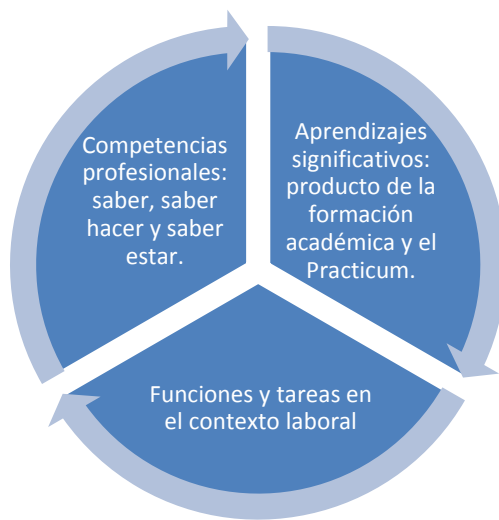 Competencias
profesionales:
saber, saber
hacer y saber
estar.
Aprendizajes
significativos:
producto de la
formación
académica y el
Practicum.
Funciones y tareas en
el contexto laboral